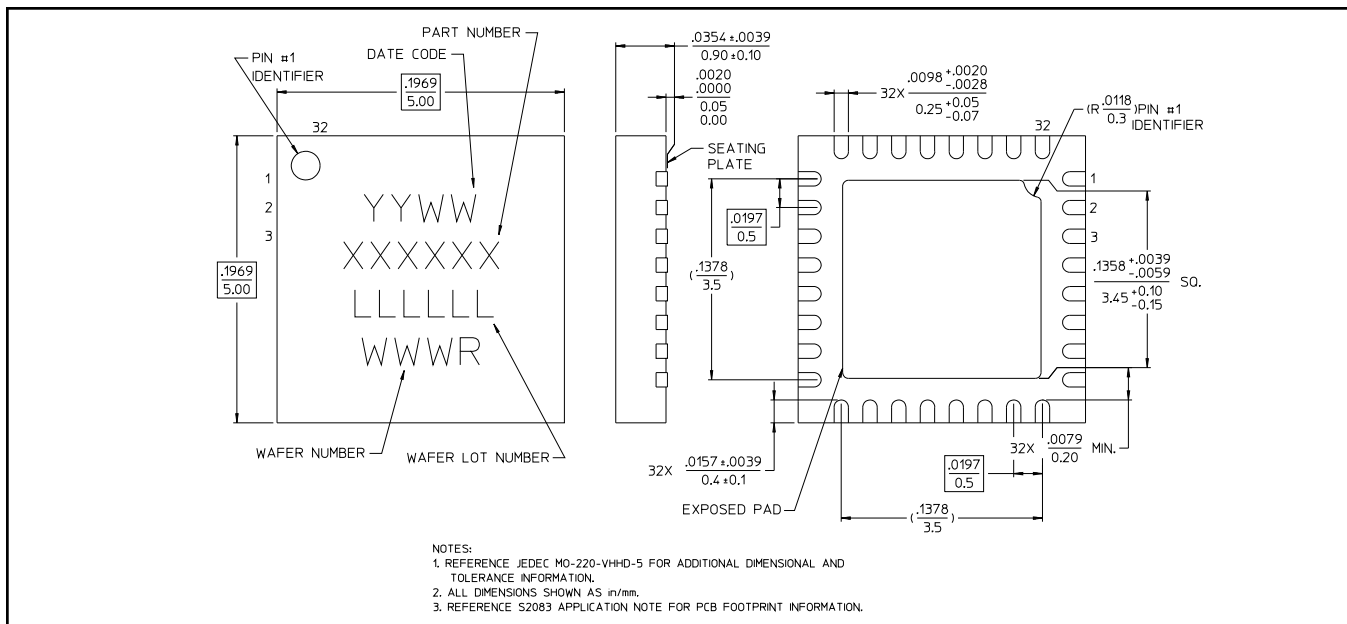 PART NUMBER
DATE CODE
PIN #1
IDENTIFIER
.1969
5.00
32
1
2
3
.1969
5.00
YYWW
XXXXXX
LLLLLL
WWWR
WAFER NUMBER
WAFER LOT NUMBER
.0354 ±.0039
0.90 ±0.10
.0020
.0000
0.05
0.00
SEATING
PLATE
32X .0098 +.0020 -.0028
0.25 +0.05 -0.07
(R .0118 / 0.3) PIN #1
IDENTIFIER
32
1
2
3
.0197
0.5
(.1378 / 3.5)
.1358 +.0039 -.0059
3.45 +0.10 -0.15
SQ.
32X .0157 ±.0039
0.4 ±0.1
32X .0079 MIN.
0.20
.0197
0.5
EXPOSED PAD
(.1378 / 3.5)
NOTES:
1. REFERENCE JEDEC MO-220-VHHD-5 FOR ADDITIONAL DIMENSIONAL AND
TOLERANCE INFORMATION.
2. ALL DIMENSIONS SHOWN AS in/mm.
3. REFERENCE S2083 APPLICATION NOTE FOR PCB FOOTPRINT INFORMATION.